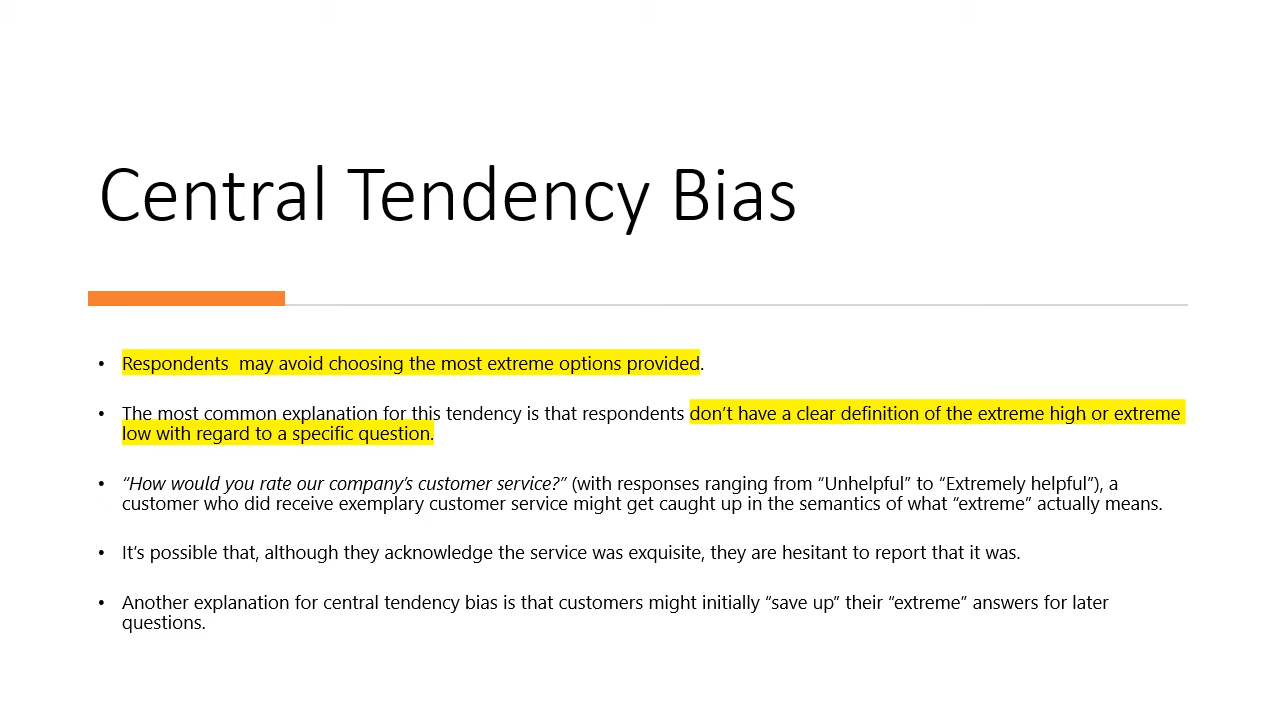 Central Tendency Bias
• Respondents  may avoid choosing the most extreme options provided.
• The most common explanation for this tendency is that respondents don’t have a clear definition of the extreme high or extreme
low with regard to a specific question.
• “How would you rate our company’s customer service?” (with responses ranging from “Unhelpful” to “Extremely helpful”), a
customer who did receive exemplary customer service might get caught up in the semantics of what “extreme” actually means.
• It’s possible that, although they acknowledge the service was exquisite, they are hesitant to report that it was.
• Another explanation for central tendency bias is that customers might initially “save up” their “extreme” answers for later
questions.